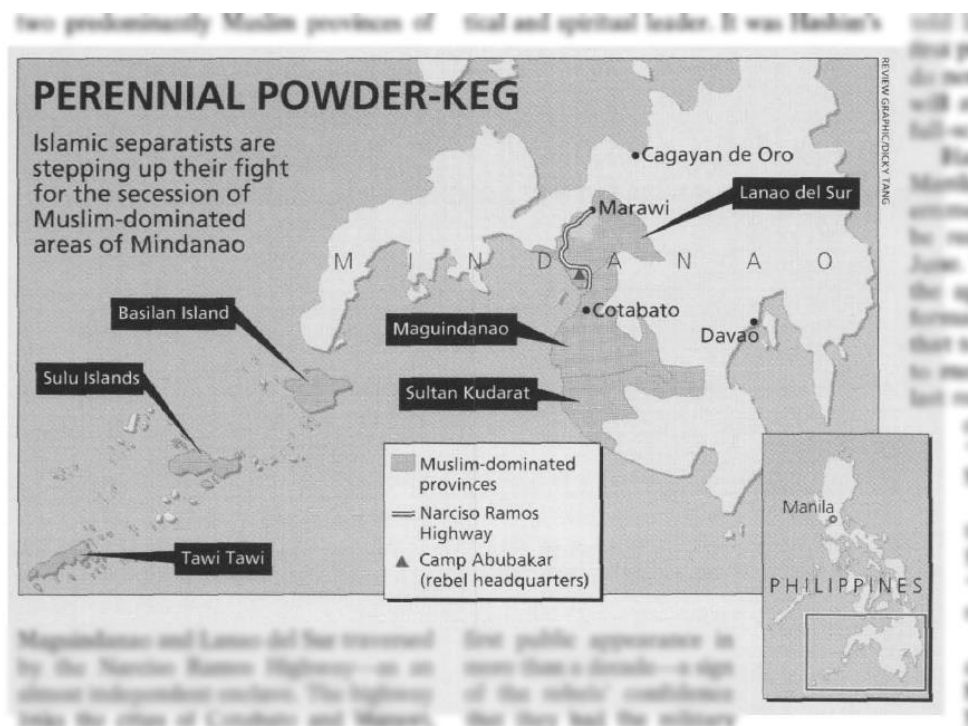 two predominantly Muslim provinces of
tical and spiritual leader. It was Hashim's
PERENNIAL POWDER-KEG
Islamic separatists are
stepping up their fight
for the secession of
Muslim-dominated
areas of Mindanao
REVIEW GRAPHIC/DICKY TANG
Cagayan de Oro
Lanao del Sur
Marawi
MINDANAO
Basilan Island
Cotabato
Maguindanao
Davao
Sulu Islands
Sultan Kudarat
Muslim-dominated
provinces
Narciso Ramos
Highway
Camp Abubakar
(rebel headquarters)
Tawi Tawi
Manila
PHILIPPINES
Maguindanao and Lanao del Sur traversed
by the Narciso Ramos Highway—as an
almost independent enclave. The highway
links the cities of Cotabato and Marawi,
first public appearance in
more than a decade—a sign
of the rebels' confidence
that they had the military